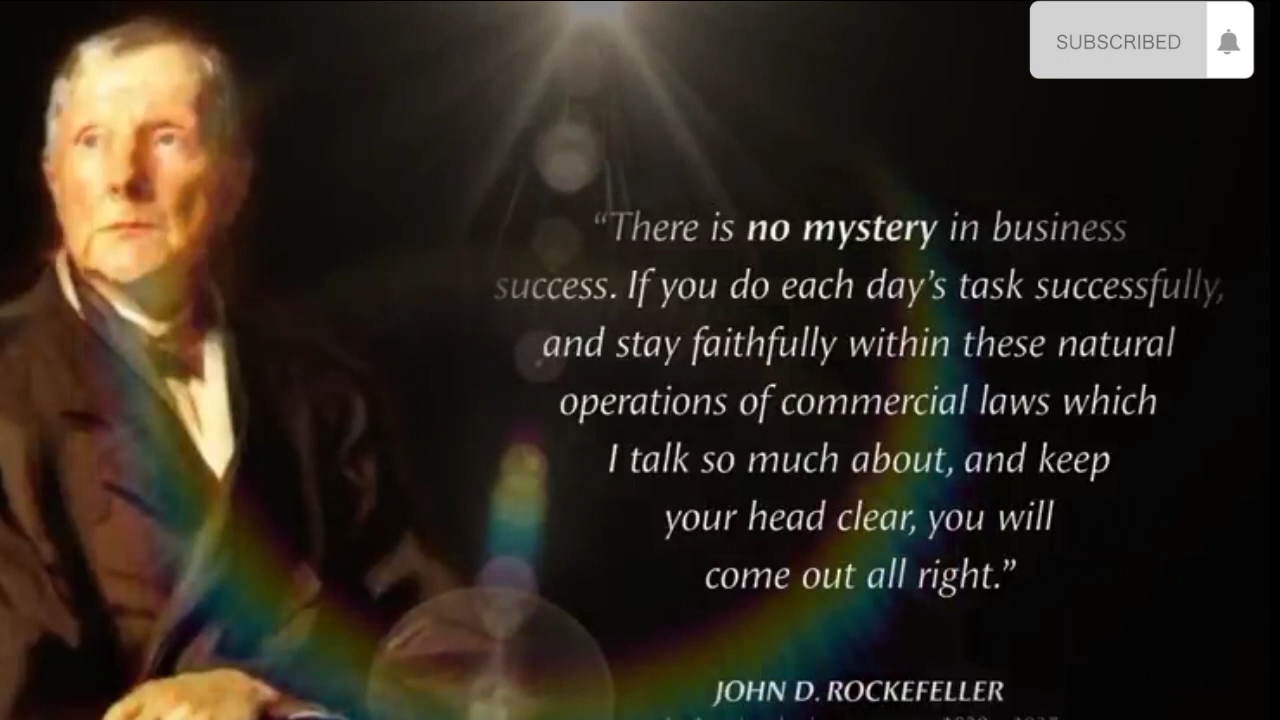 SUBSCRIBED
“There is no mystery in business
success. If you do each day’s task successfully,
and stay faithfully within these natural
operations of commercial laws which
I talk so much about, and keep
your head clear, you will
come out all right.”
JOHN D. ROCKEFELLER